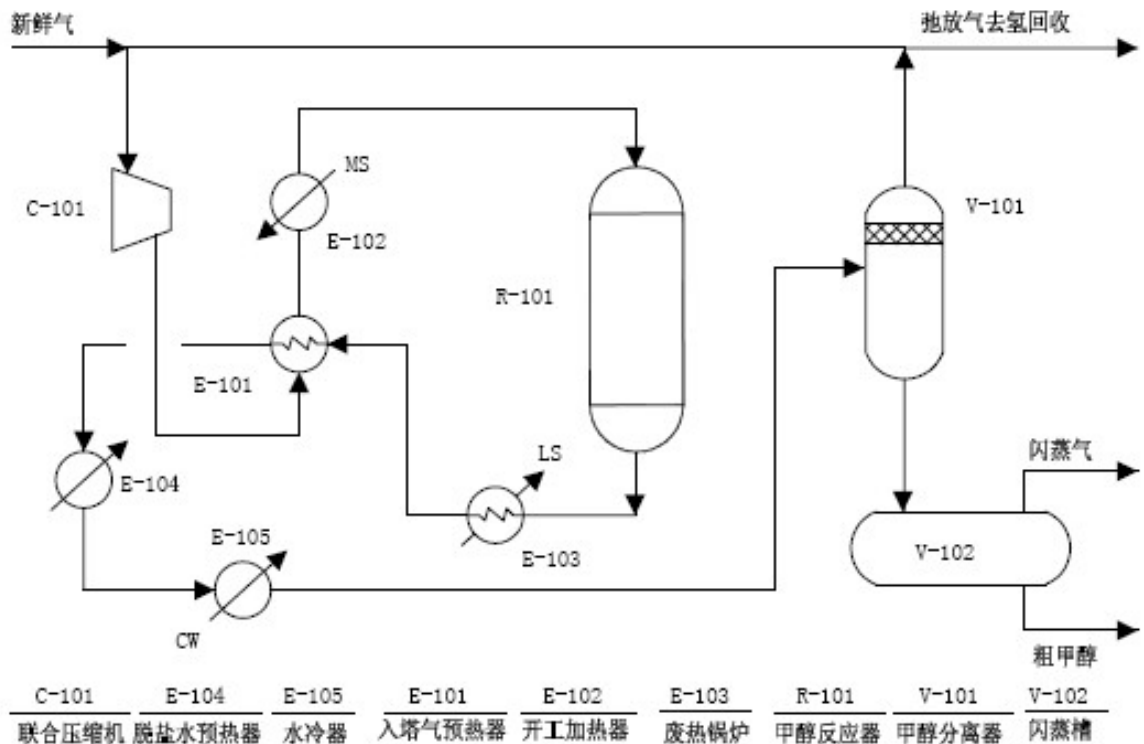 新鲜气
弛放气去氢回收
MS
C-101
E-102
V-101
R-101
E-101
LS
闪蒸气
E-104
E-105
E-103
V-102
CW
粗甲醇
C-101 E-104 E-105 E-101 E-102 E-103 R-101 V-101 V-102
联合压缩机 脱盐水预热器 水冷器 入塔气预热器 开工加热器 废热锅炉 甲醇反应器 甲醇分离器 闪蒸槽